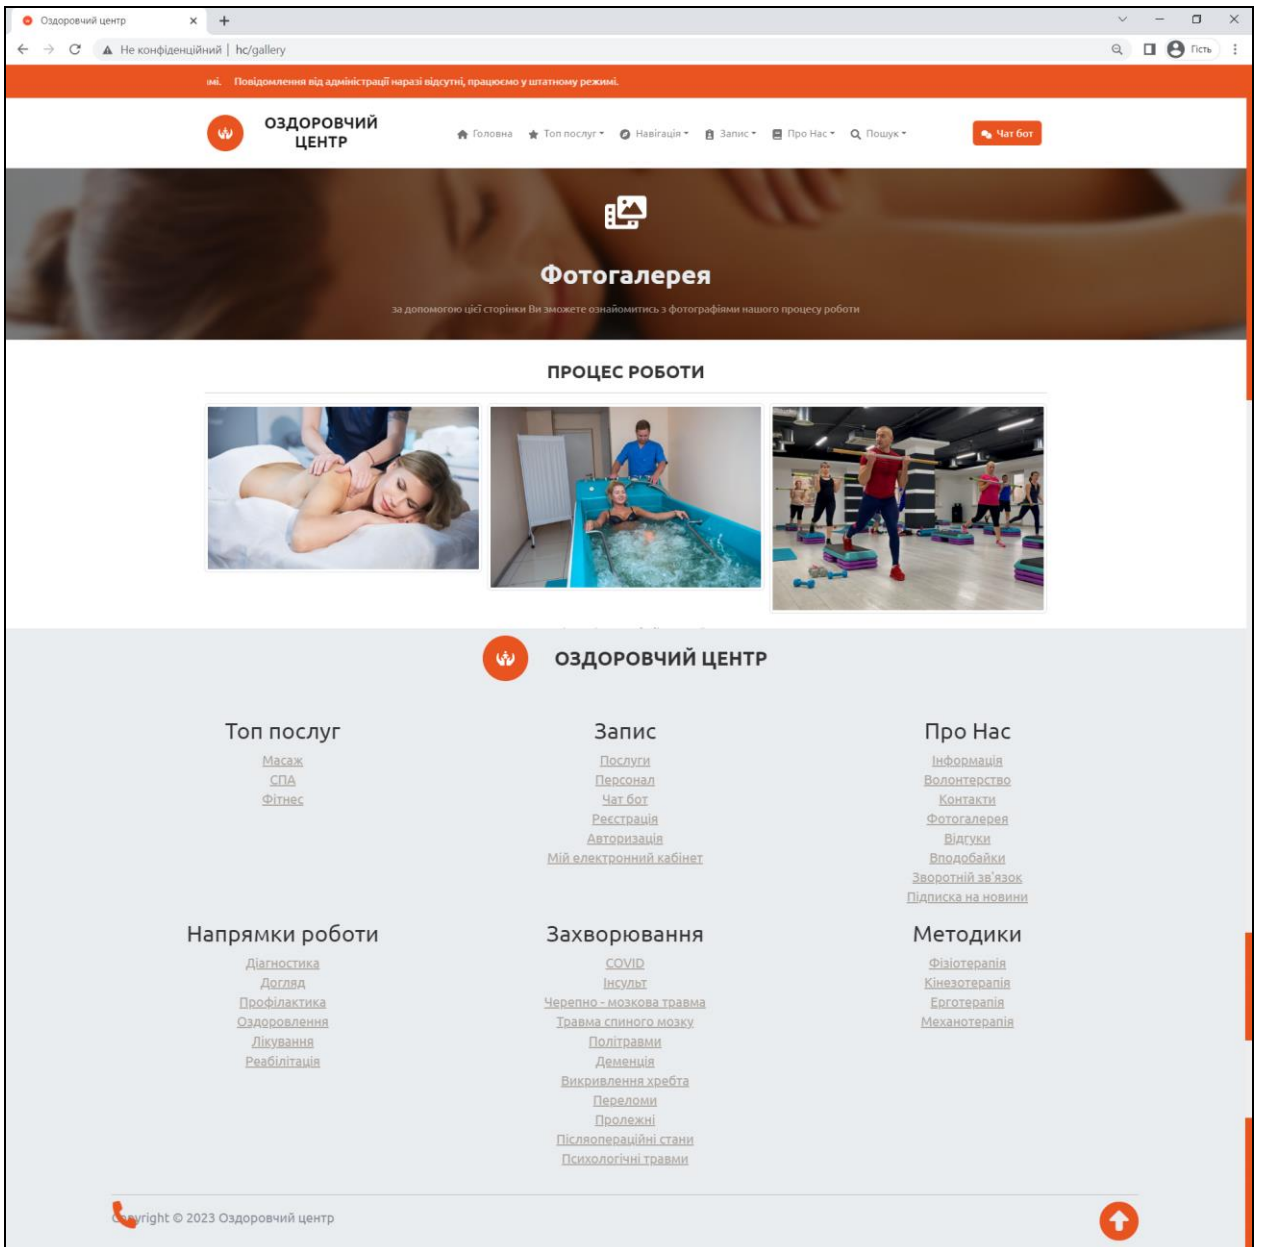 Оздоровчий центр
Не конфіденційний | hc/gallery
Гість
імі. Повідомлення від адміністрації наразі відсутні, працюємо у штатному режимі.
ОЗДОРОВЧИЙ
ЦЕНТР
Головна Топ послуг Навігація Запис Про Нас Пошук Чат бот
Фотогалерея
за допомогою цієї сторінки Ви зможете ознайомитись з фотографіями нашого процесу роботи
ПРОЦЕС РОБОТИ
ОЗДОРОВЧИЙ ЦЕНТР
Топ послуг
Масаж
СПА
Фітнес
Запис
Послуги
Персонал
Чат бот
Реєстрація
Авторизація
Мій електронний кабінет
Про Нас
Інформація
Волонтерство
Контакти
Фотогалерея
Відгуки
Вподобайки
Зворотній зв'язок
Підписка на новини
Напрямки роботи
Діагностика
Догляд
Профілактика
Оздоровлення
Лікування
Реабілітація
Захворювання
COVID
Інсульт
Черепно - мозкова травма
Травма спиного мозку
Політравми
Деменція
Викривлення хребта
Переломи
Пролежні
Післяопераційні стани
Психологічні травми
Методики
Фізіотерапія
Кінезотерапія
Ерготерапія
Механотерапія
Copyright © 2023 Оздоровчий центр